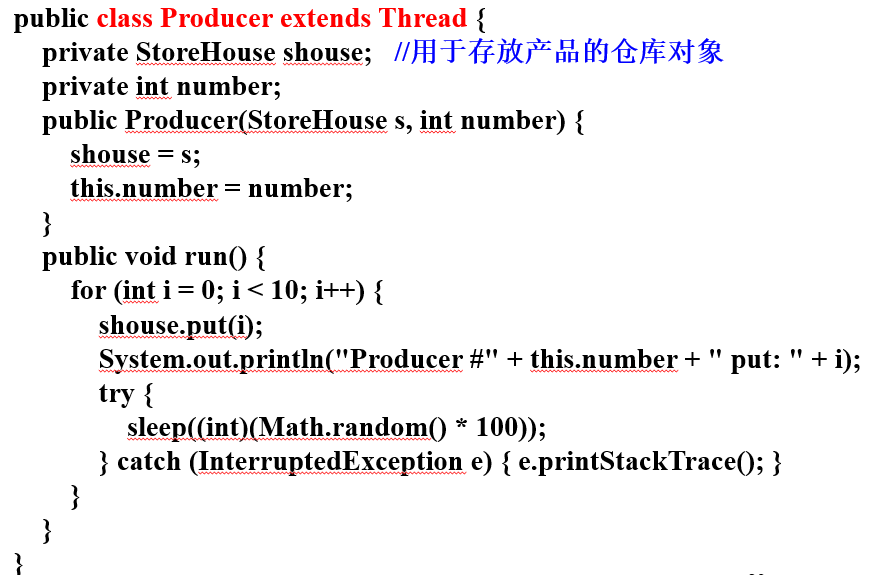 public class Producer extends Thread {
private StoreHouse shouse; //用于存放产品的仓库对象
private int number;
public Producer(StoreHouse s, int number) {
shouse = s;
this.number = number;
}
public void run() {
for (int i = 0; i < 10; i++) {
shouse.put(i);
System.out.println("Producer #" + this.number + " put: " + i);
try {
sleep((int)(Math.random() * 100));
} catch (InterruptedException e) { e.printStackTrace(); }
}
}
}